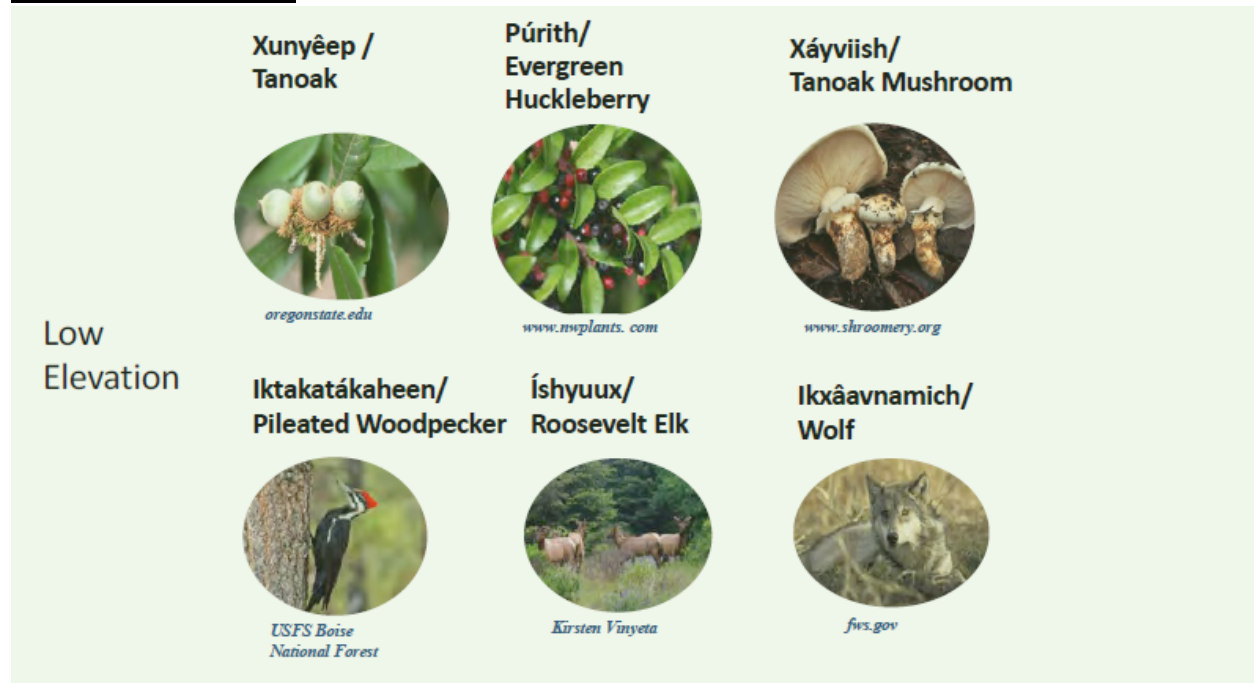 Xunyêep /
Tanoak
Púrith/
Evergreen
Huckleberry
Xáyviish/
Tanoak Mushroom
oregonstate.edu
www.nwplants. com
www.shroomery.org
Low
Elevation
Iktakatákaheen/
Pileated Woodpecker
Íshyuux/
Roosevelt Elk
Ikxâavnamich/
Wolf
USFS Boise
National Forest
Kirsten Vinyeta
fws.gov